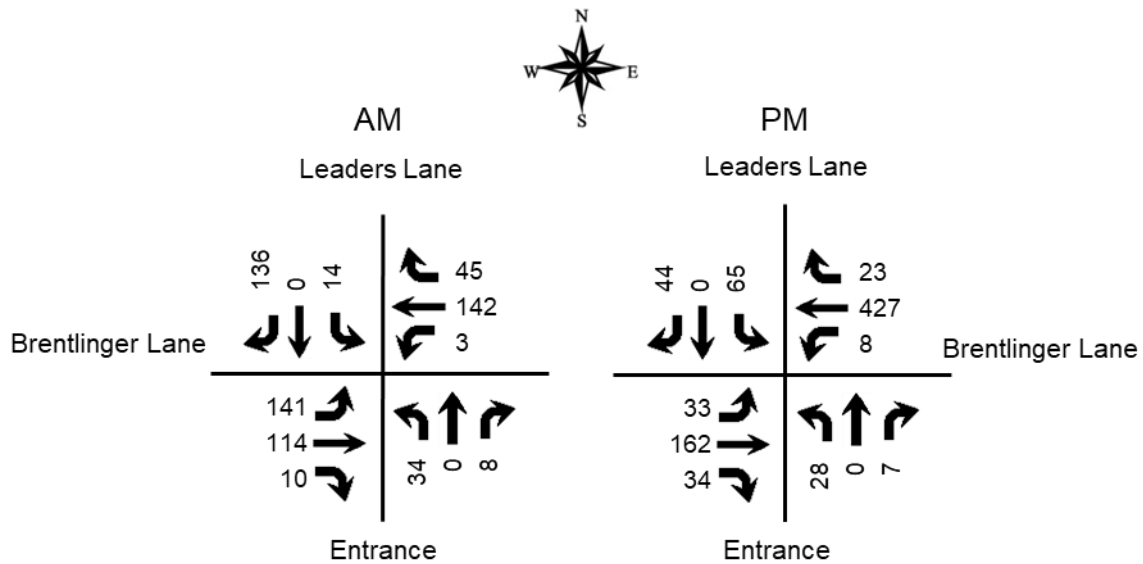 N
W E
S
AM PM
Leaders Lane Leaders Lane
136 0 14 45 44 0 65 23
142 427
3 8
Brentlinger Lane Brentlinger Lane
141 33
114 162
10 34 0 8 34 28 0 7
Entrance Entrance